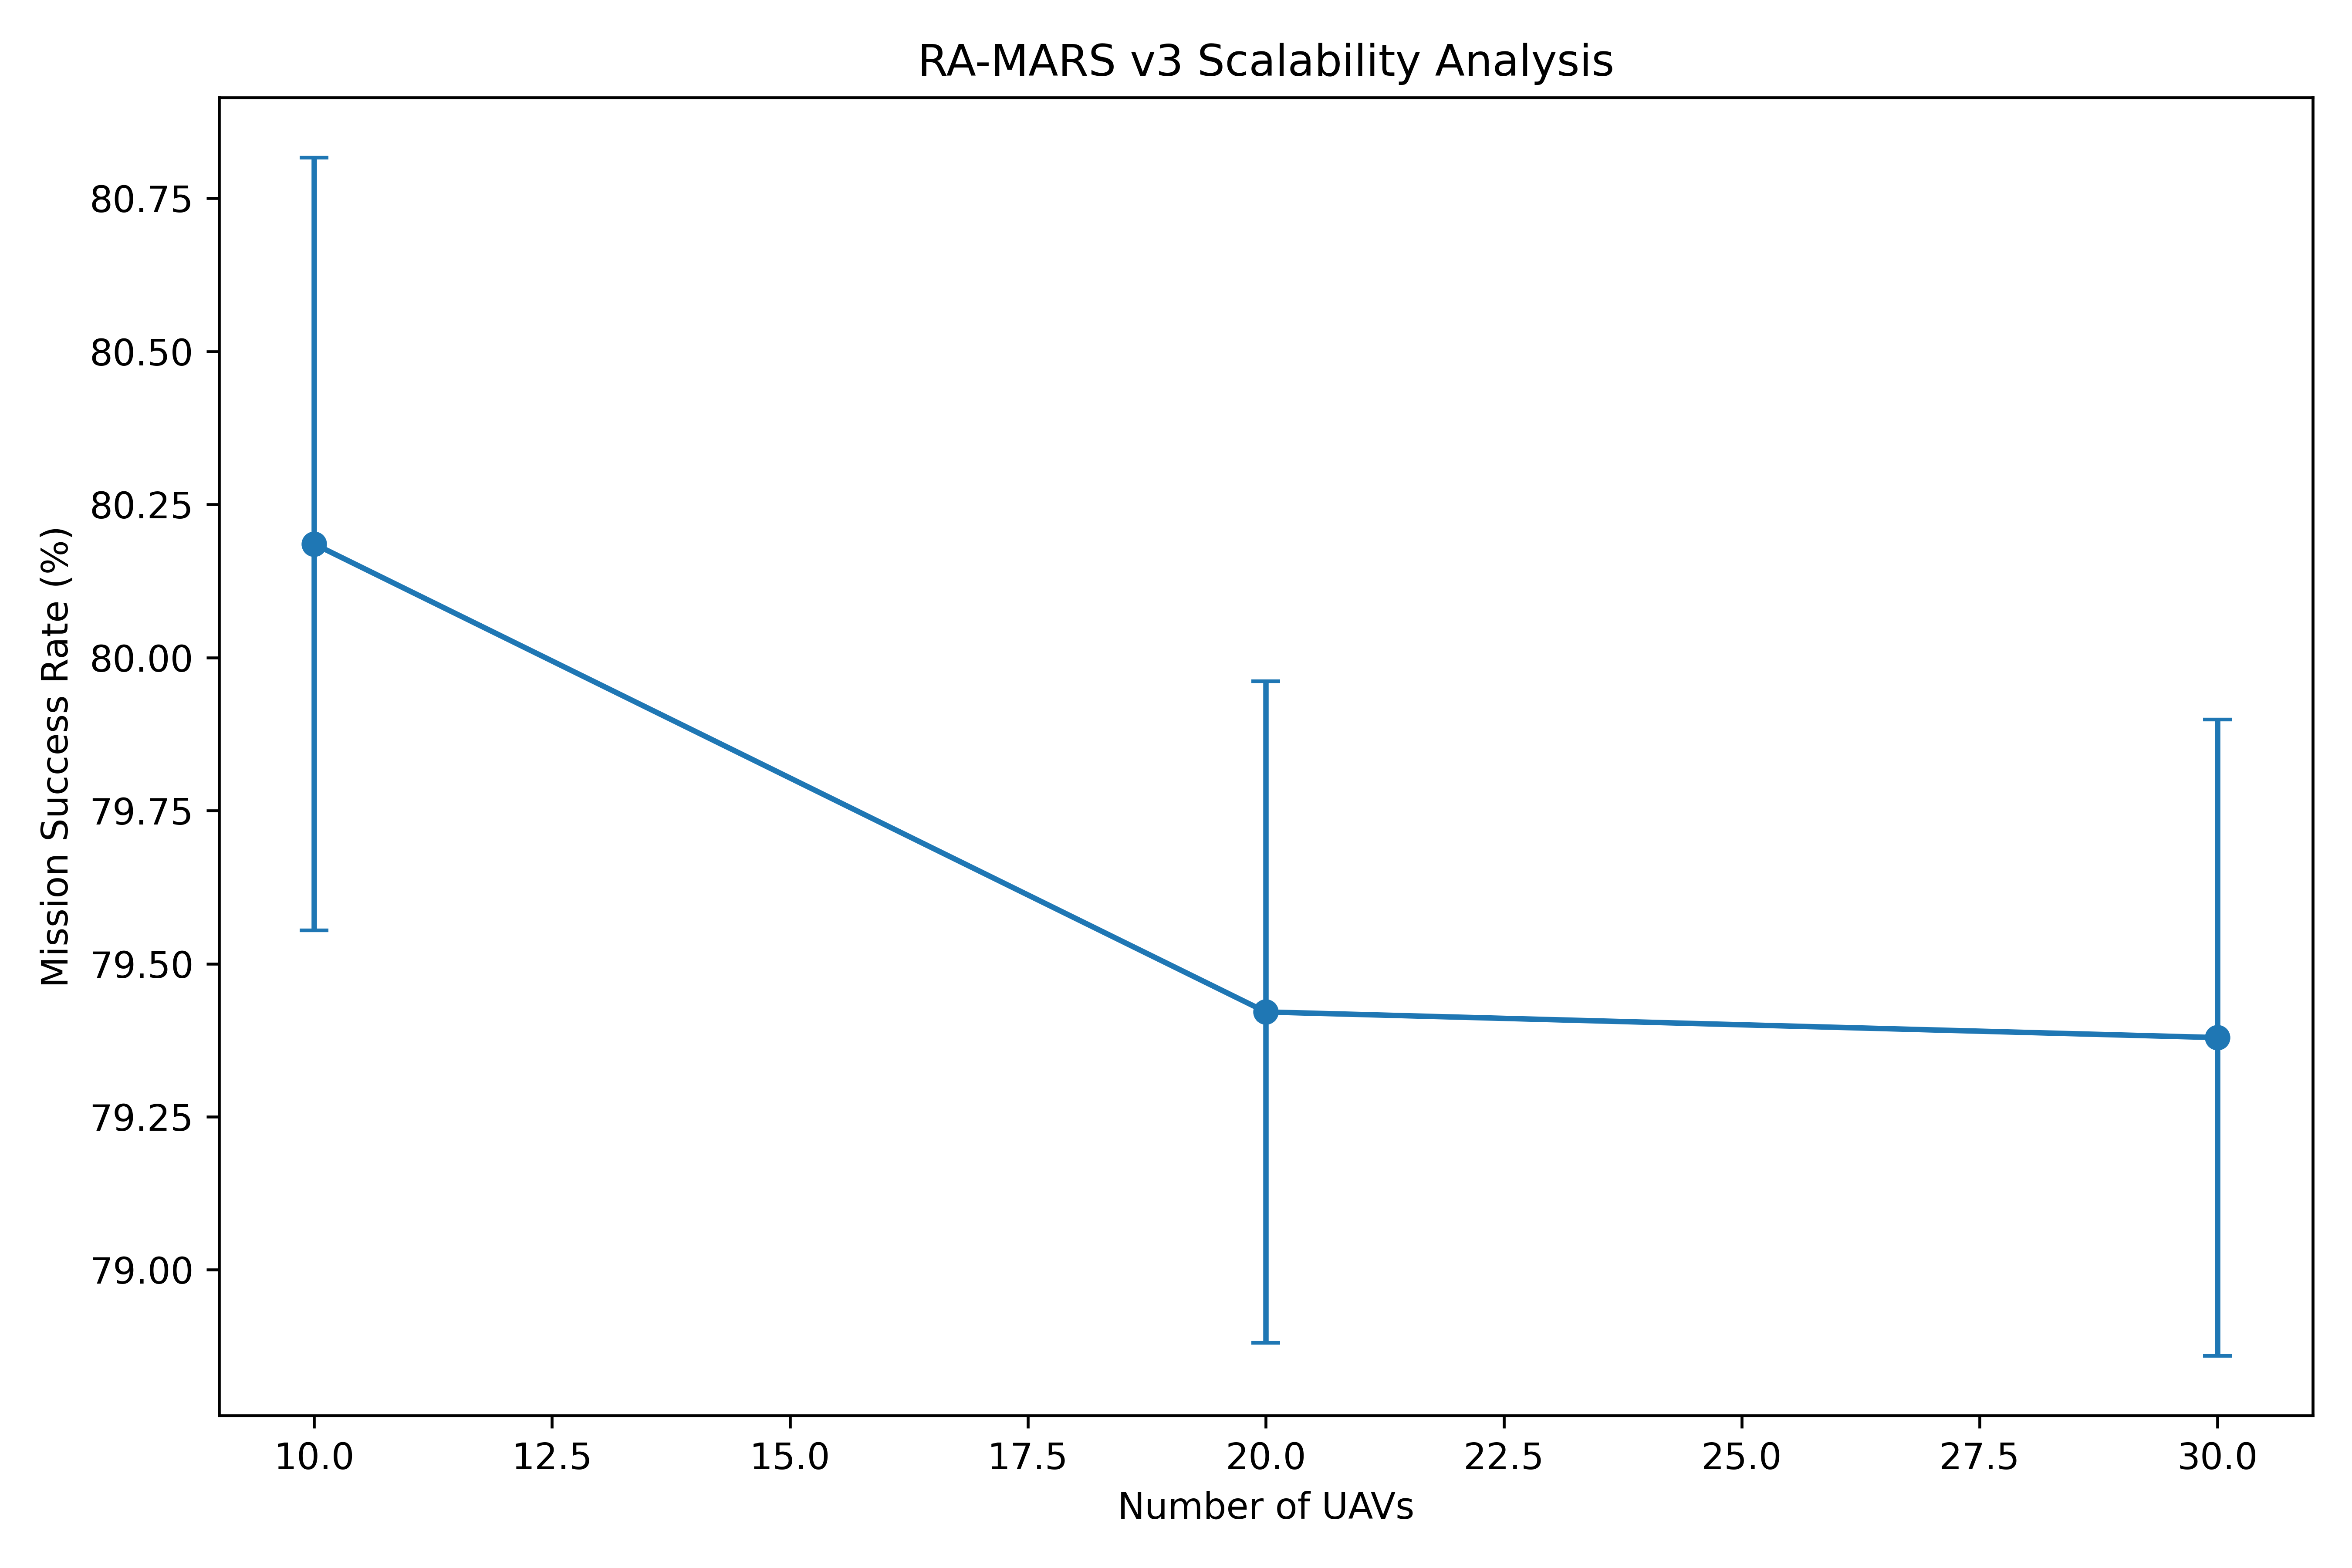 RA-MARS v3 Scalability Analysis
Mission Success Rate (%)
80.75
80.50
80.25
80.00
79.75
79.50
79.25
79.00
10.0 12.5 15.0 17.5 20.0 22.5 25.0 27.5 30.0
Number of UAVs